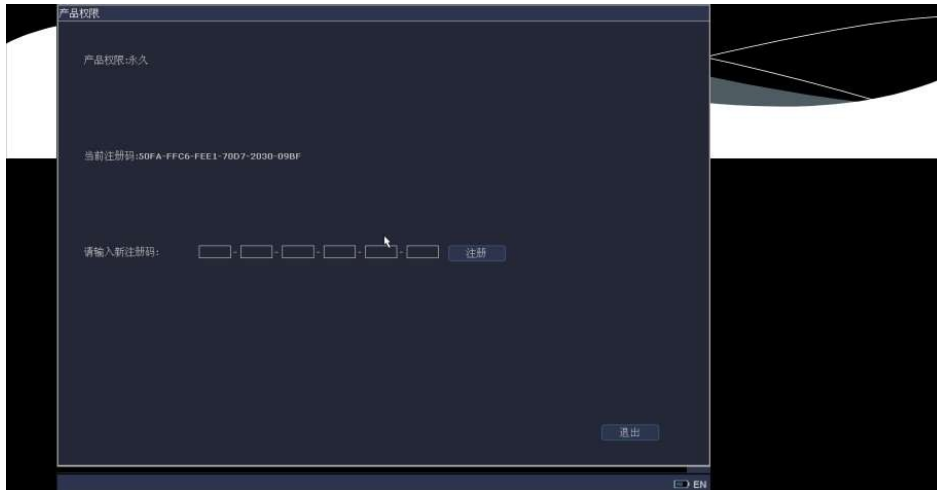 产品权限
产品权限:永久
当前注册码:50FA-FFC6-FEE1-70D7-2030-09BF
请输入新注册码: - - - - - 注册
退出
EN